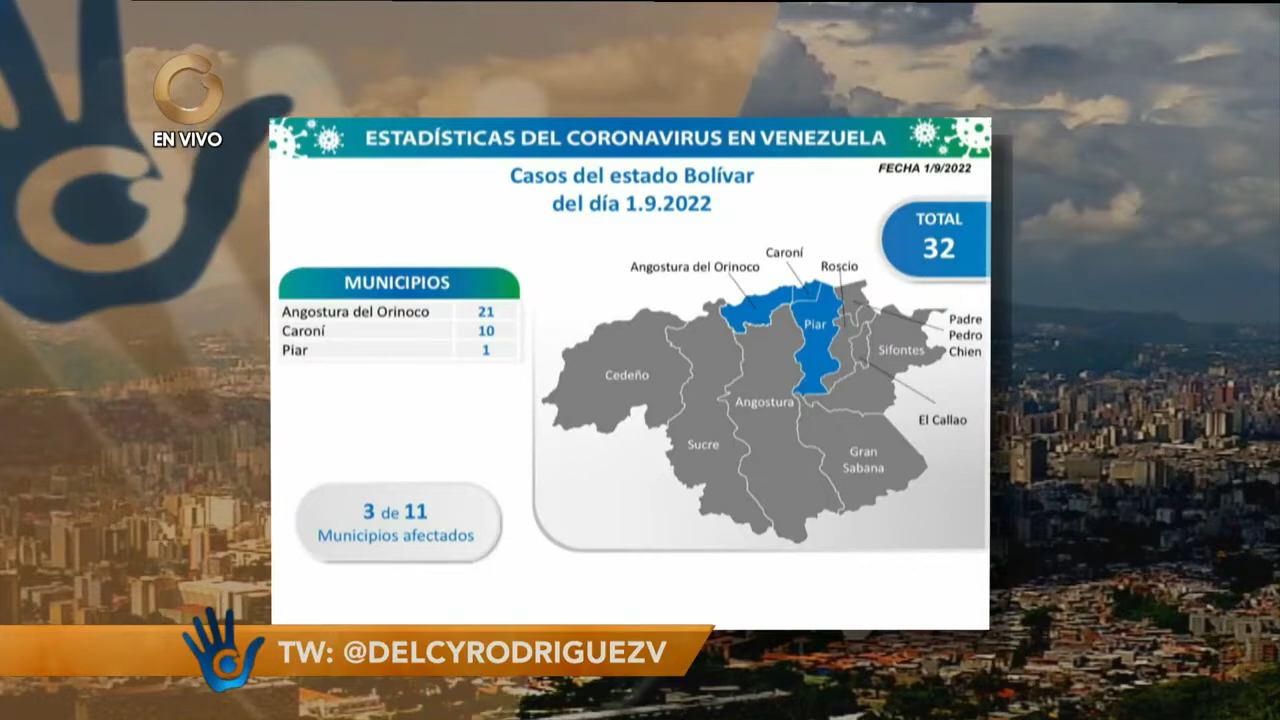 EN VIVO
ESTADÍSTICAS DEL CORONAVIRUS EN VENEZUELA
FECHA 1/9/2022
Casos del estado Bolívar
del día 1.9.2022
TOTAL
32
MUNICIPIOS
Angostura del Orinoco 21
Caroní 10
Piar 1
3 de 11
Municipios afectados
Caroní
Angostura del Orinoco
Roscio
Piar
Padre
Pedro
Chien
Sifontes
Cedeño
Angostura
El Callao
Sucre
Gran
Sabana
TW: @DELCYRODRIGUEZV